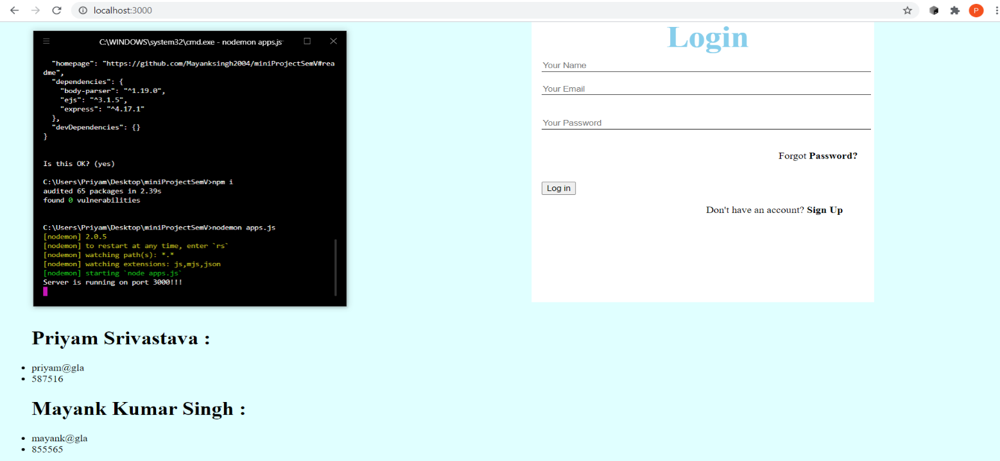 localhost:3000
P
C:\WINDOWS\system32\cmd.exe - nodemon apps.js
"homepage": "https://github.com/Mayanksingh2004/miniProjectSemV#rea
dme",
"dependencies": {
"body-parser": "^1.19.0",
"ejs": "^3.1.5",
"express": "^4.17.1"
},
"devDependencies": {}
}
Is this OK? (yes)
C:\Users\Priyam\Desktop\miniProjectSemV>npm i
audited 65 packages in 2.39s
found 0 vulnerabilities
C:\Users\Priyam\Desktop\miniProjectSemV>nodemon apps.js
[nodemon] 2.0.5
[nodemon] to restart at any time, enter `rs`
[nodemon] watching path(s): *.*
[nodemon] watching extensions: js,mjs,json
[nodemon] starting `node apps.js`
Server is running on port 3000!!!
Login
Your Name
Your Email
Your Password
Forgot Password?
Log in
Don't have an account? Sign Up
Priyam Srivastava :
priyam@gla
587516
Mayank Kumar Singh :
mayank@gla
855565